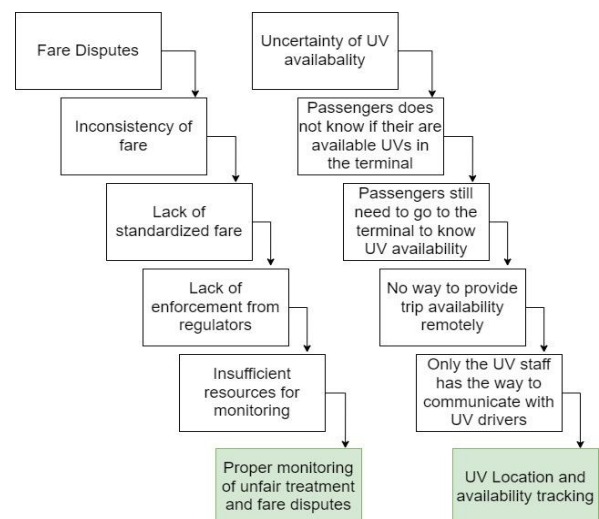 Fare Disputes
Inconsistency of
fare
Lack of
standardized fare
Lack of
enforcement from
regulators
Insufficient
resources for
monitoring
Proper monitoring
of unfair treatment
and fare disputes
Uncertainty of UV
availabality
Passengers does
not know if their are
available UVs in
the terminal
Passengers still
need to go to the
terminal to know
UV availability
No way to provide
trip availability
remotely
Only the UV staff
has the way to
communicate with
UV drivers
UV Location and
availability tracking